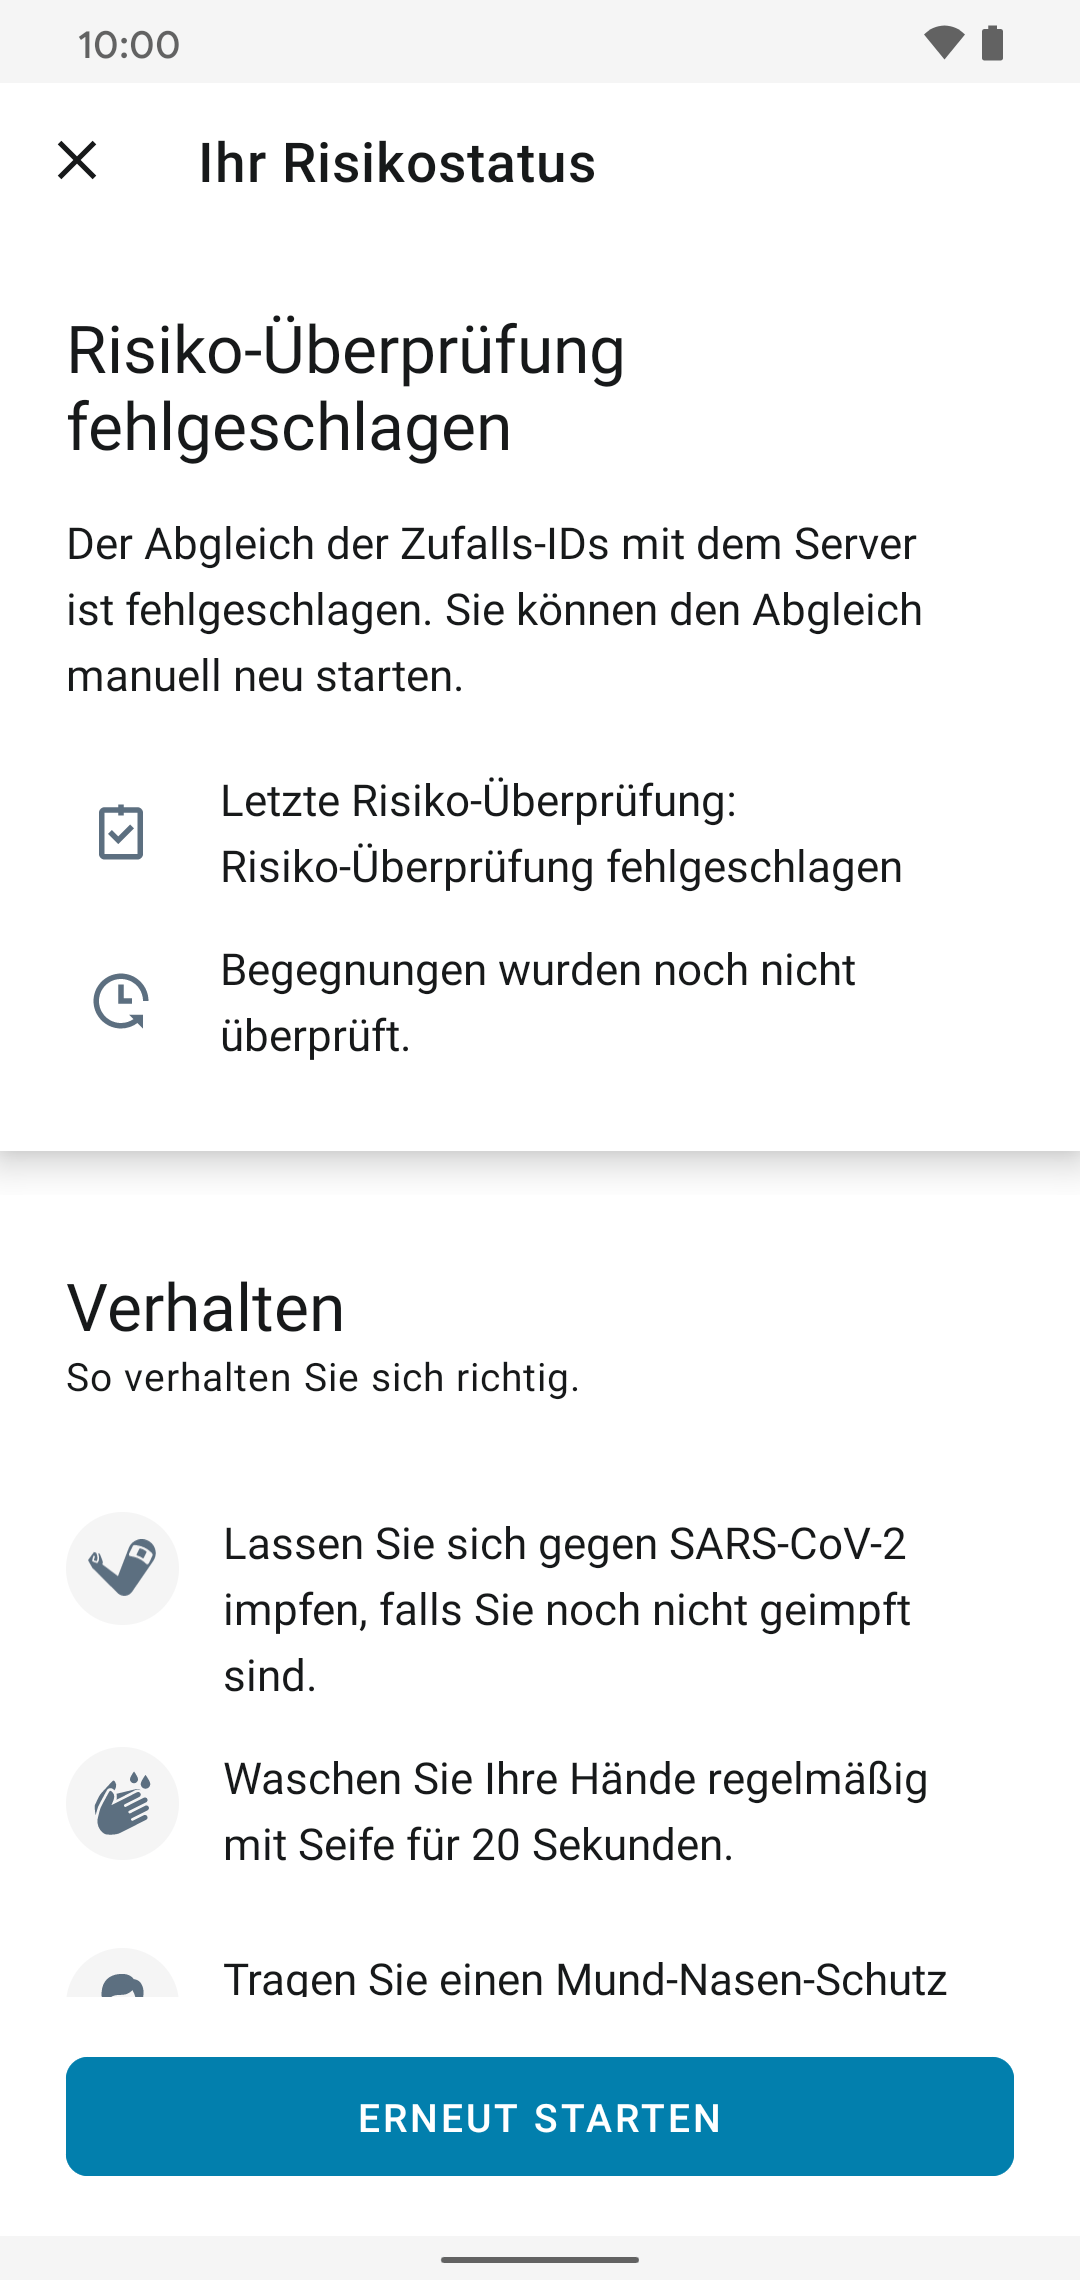 10:00
Ihr Risikostatus
Risiko-Überprüfung
fehlgeschlagen
Der Abgleich der Zufalls-IDs mit dem Server
ist fehlgeschlagen. Sie können den Abgleich
manuell neu starten.
Letzte Risiko-Überprüfung:
Risiko-Überprüfung fehlgeschlagen
Begegnungen wurden noch nicht
überprüft.
Verhalten
So verhalten Sie sich richtig.
Lassen Sie sich gegen SARS-CoV-2
impfen, falls Sie noch nicht geimpft
sind.
Waschen Sie Ihre Hände regelmäßig
mit Seife für 20 Sekunden.
Tragen Sie einen Mund-Nasen-Schutz
ERNEUT STARTEN